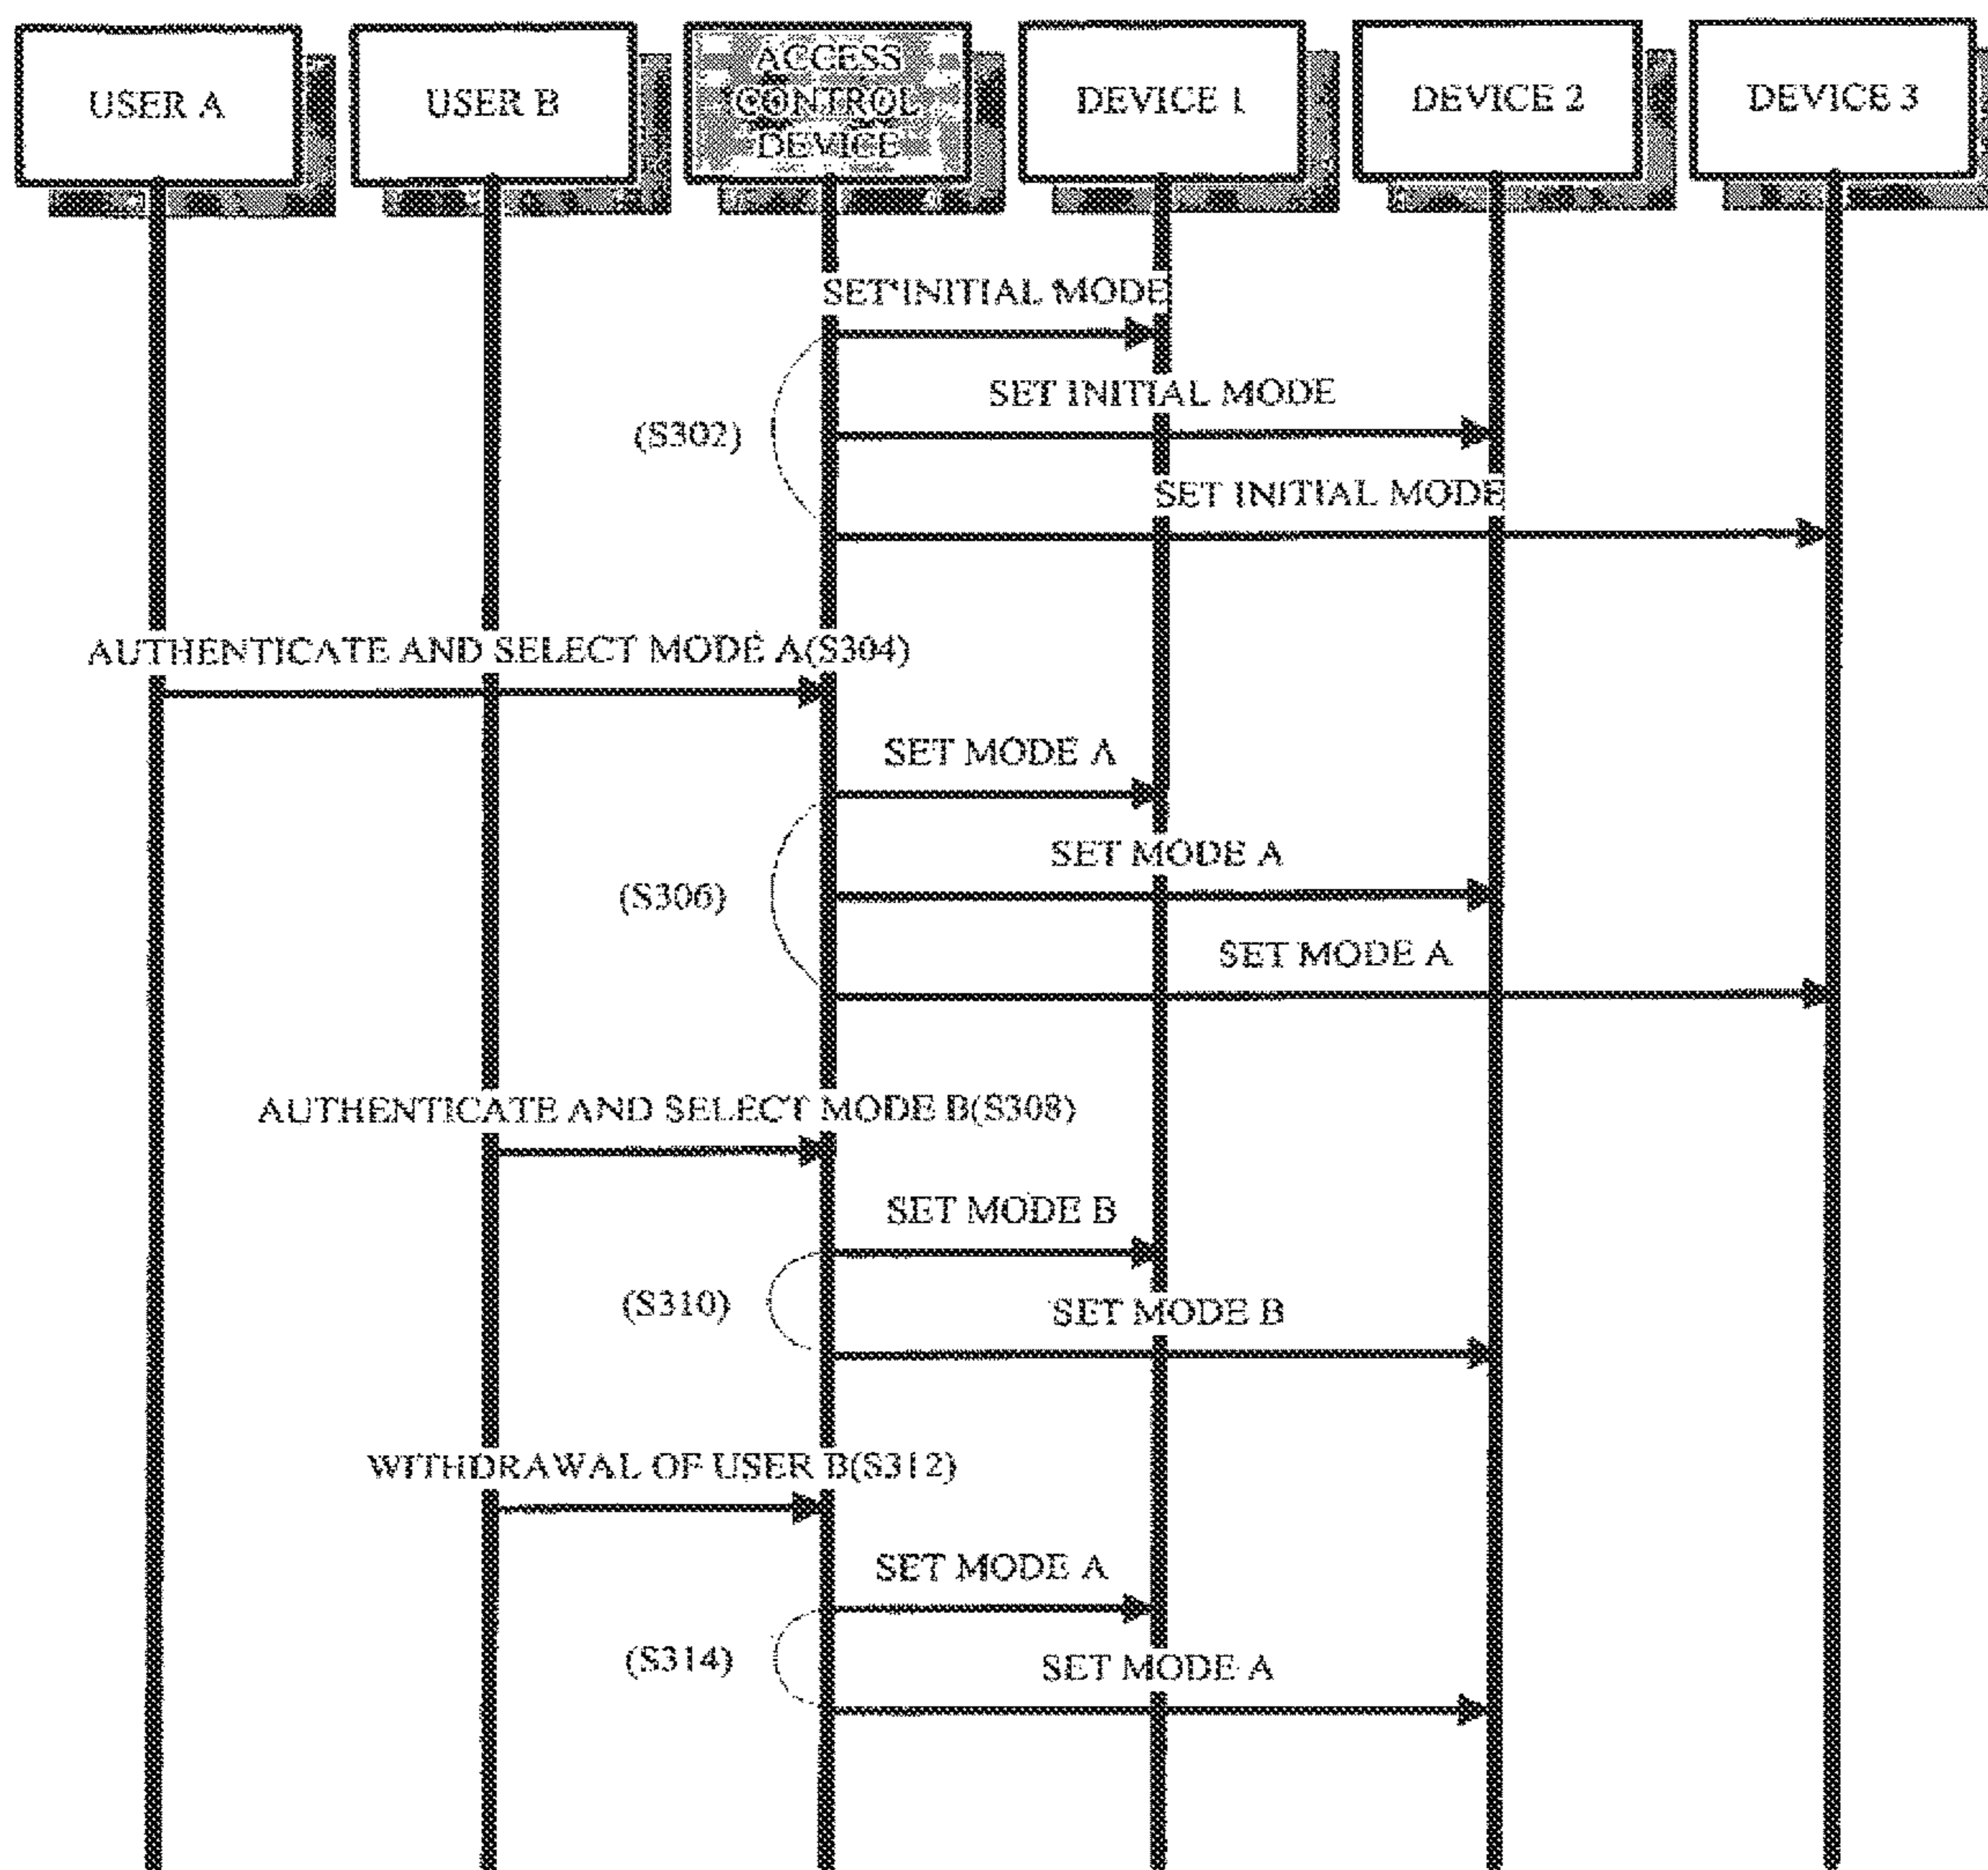 USER A
USER B
ACCESS
CONTROL
DEVICE
DEVICE 1
DEVICE 2
DEVICE 3
SET INITIAL MODE
SET INITIAL MODE
(S302)
SET INITIAL MODE
AUTHENTICATE AND SELECT MODE A(S304)
SET MODE A
SET MODE A
(S306)
SET MODE A
AUTHENTICATE AND SELECT MODE B(S308)
SET MODE B
(S310)
SET MODE B
WITHDRAWAL OF USER B(S312)
SET MODE A
(S314)
SET MODE A